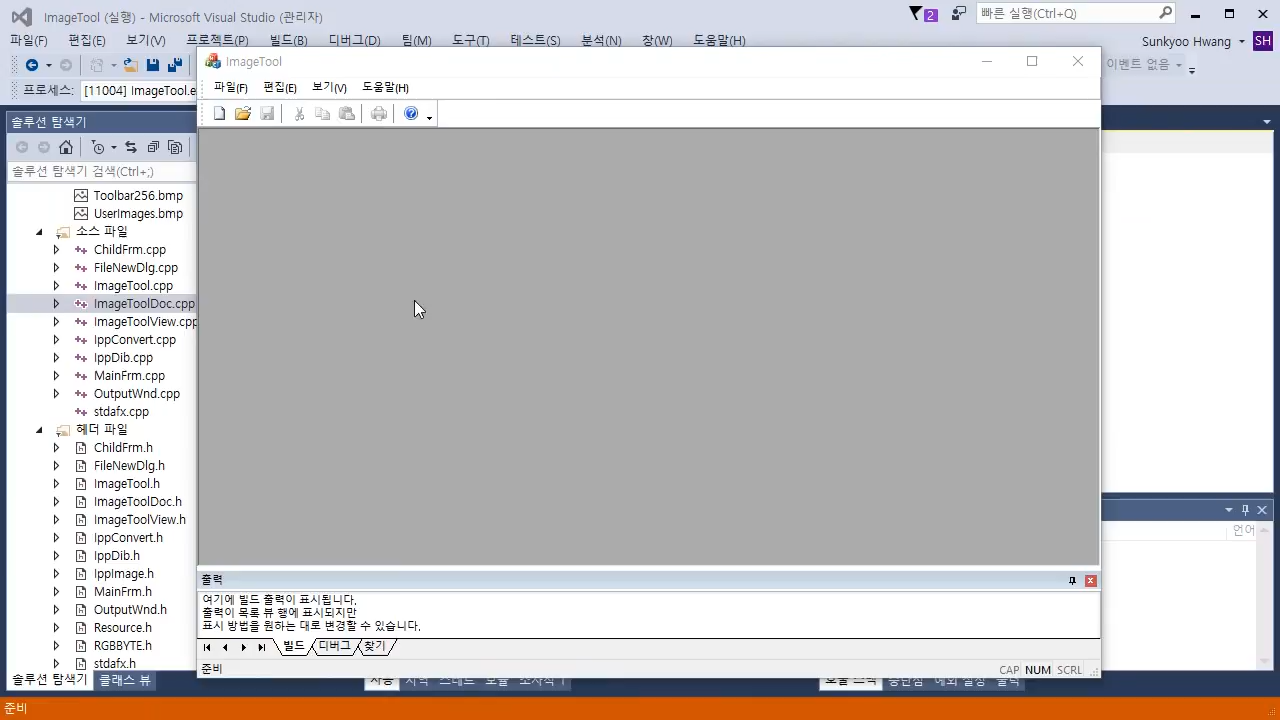 ImageTool (실행) - Microsoft Visual Studio (관리자)
2
빠른 실행(Ctrl+Q)
파일(F) 편집(E) 보기(V) 프로젝트(P) 빌드(B) 디버그(D) 팀(M) 도구(T) 테스트(S) 분석(N) 창(W) 도움말(H)
Sunkyoo Hwang SH
이벤트 없음
프로세스: [11004] ImageTool.e
ImageTool
파일(F) 편집(E) 보기(V) 도움말(H)
솔루션 탐색기
솔루션 탐색기 검색(Ctrl+;)
Toolbar256.bmp
UserImages.bmp
소스 파일
ChildFrm.cpp
FileNewDlg.cpp
ImageTool.cpp
ImageToolDoc.cpp
ImageToolView.cpp
IppConvert.cpp
IppDib.cpp
MainFrm.cpp
OutputWnd.cpp
stdafx.cpp
헤더 파일
ChildFrm.h
FileNewDlg.h
ImageTool.h
ImageToolDoc.h
ImageToolView.h
IppConvert.h
IppDib.h
IppImage.h
MainFrm.h
OutputWnd.h
Resource.h
RGBBYTE.h
stdafx.h
솔루션 탐색기 클래스 뷰
출력
여기에 빌드 출력이 표시됩니다.
출력이 목록 뷰 행에 표시되지만
표시 방법을 원하는 대로 변경할 수 있습니다.
빌드 디버그 찾기
준비
CAP NUM SCRL
언어
준비